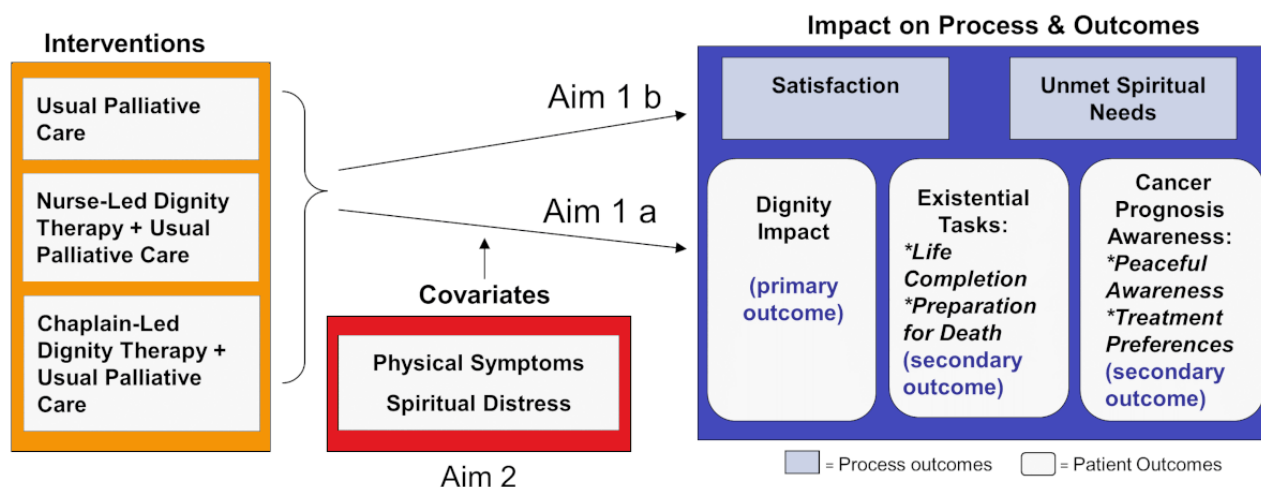 Interventions
Usual Palliative
Care
Nurse-Led Dignity
Therapy + Usual
Palliative Care
Chaplain-Led
Dignity Therapy +
Usual Palliative
Care
Aim 1 b
Aim 1 a
Covariates
Physical Symptoms
Spiritual Distress
Aim 2
Impact on Process & Outcomes
Satisfaction
Unmet Spiritual
Needs
Dignity
Impact
(primary
outcome)
Existential
Tasks:
*Life
Completion
*Preparation
for Death
(secondary
outcome)
Cancer
Prognosis
Awareness:
*Peaceful
Awareness
*Treatment
Preferences
(secondary
outcome)
= Process outcomes
= Patient Outcomes